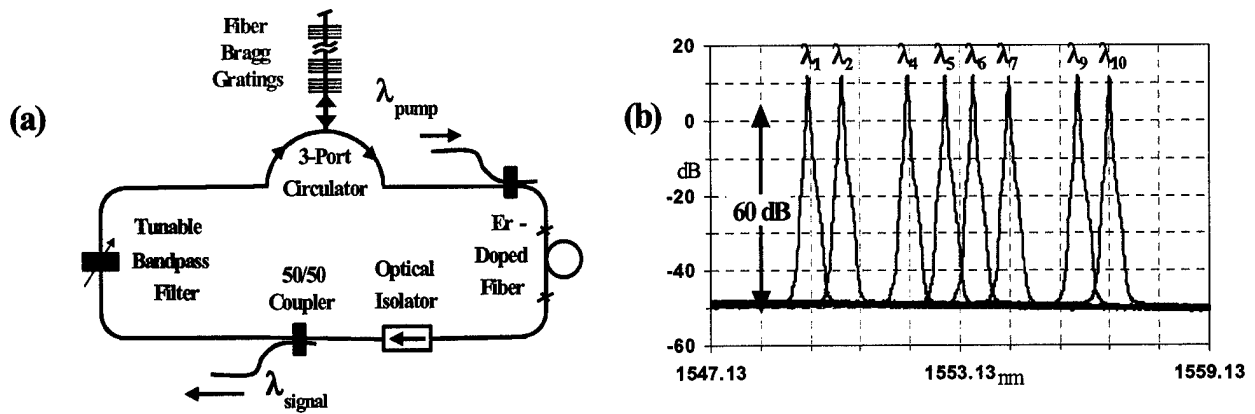 (a)
Fiber
Bragg
Gratings
λpump
3-Port
Circulator
Tunable
Bandpass
Filter
50/50
Coupler
Optical
Isolator
Er -
Doped
Fiber
λsignal
(b)
20
0
dB
-20
-40
-60
60 dB
λ1 λ2 λ4 λ5 λ6 λ7 λ9 λ10
1547.13 1553.13 nm 1559.13